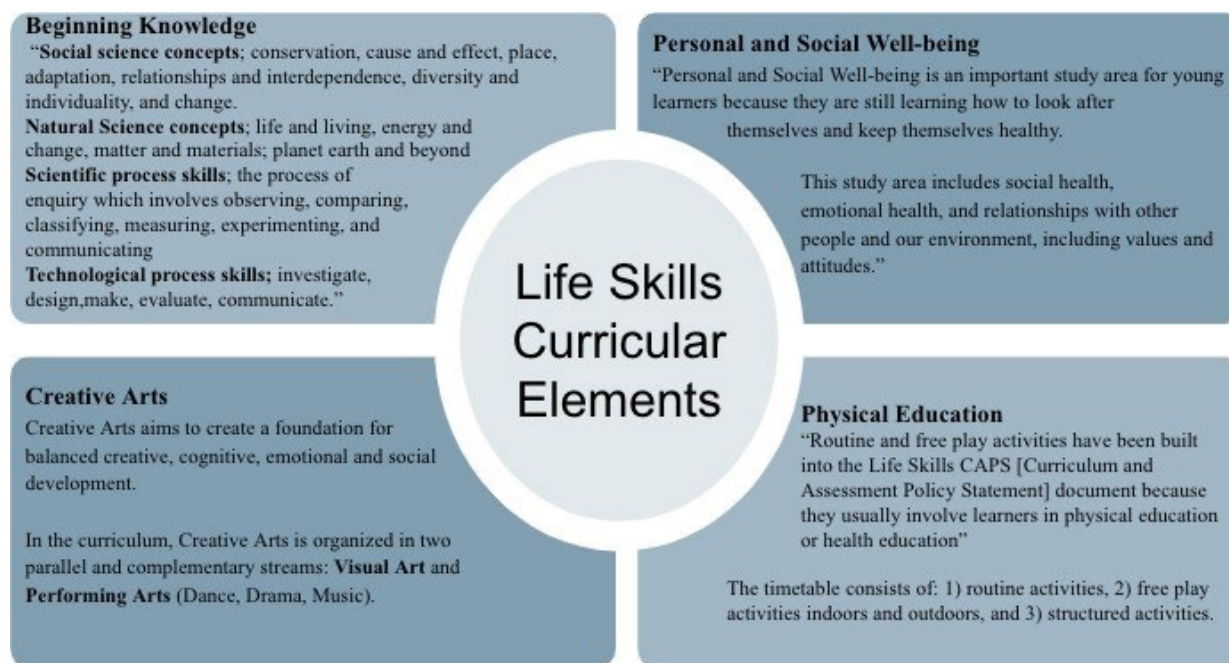 Beginning Knowledge
“Social science concepts; conservation, cause and effect, place,
adaptation, relationships and interdependence, diversity and
individuality, and change.
Natural Science concepts; life and living, energy and
change, matter and materials; planet earth and beyond
Scientific process skills; the process of
enquiry which involves observing, comparing,
classifying, measuring, experimenting, and
communicating
Technological process skills; investigate,
design,make, evaluate, communicate.”
Personal and Social Well-being
“Personal and Social Well-being is an important study area for young
learners because they are still learning how to look after
themselves and keep themselves healthy.
This study area includes social health,
emotional health, and relationships with other
people and our environment, including values and
attitudes.”
Life Skills
Curricular
Elements
Creative Arts
Creative Arts aims to create a foundation for
balanced creative, cognitive, emotional and social
development.
In the curriculum, Creative Arts is organized in two
parallel and complementary streams: Visual Art and
Performing Arts (Dance, Drama, Music).
Physical Education
“Routine and free play activities have been built
into the Life Skills CAPS [Curriculum and
Assessment Policy Statement] document because
they usually involve learners in physical education
or health education”
The timetable consists of: 1) routine activities, 2) free play
activities indoors and outdoors, and 3) structured activities.